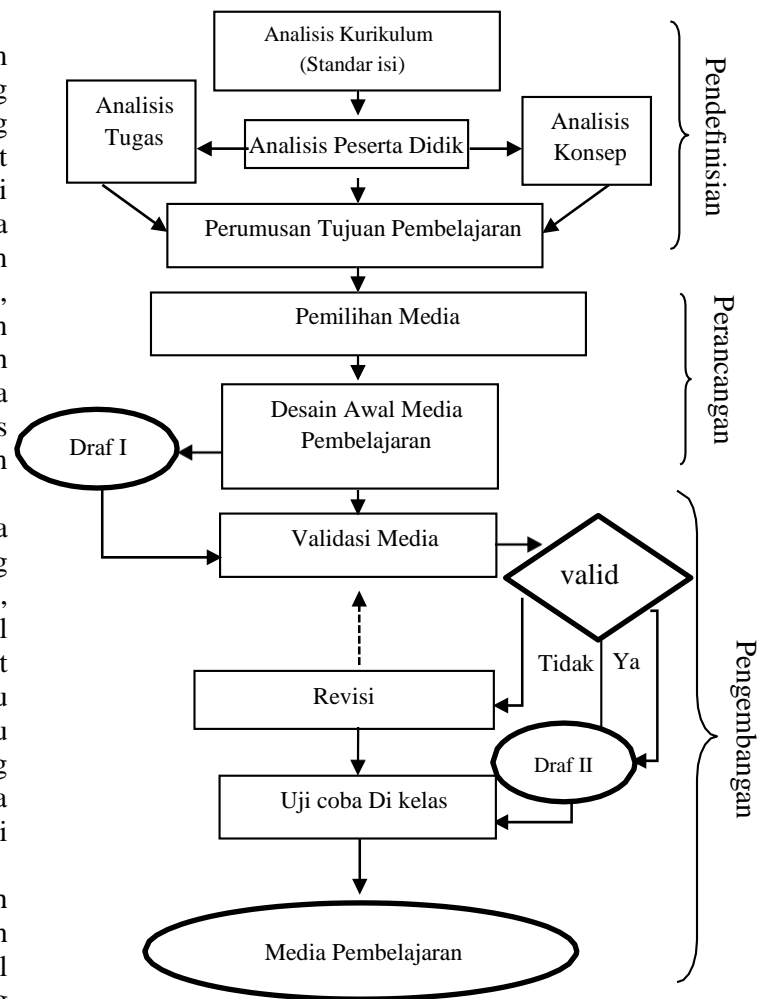 Analisis Kurikulum
(Standar isi)
Analisis
Tugas
Analisis Peserta Didik
Analisis
Konsep
Perumusan Tujuan Pembelajaran
Pendefinisian
Pemilihan Media
Desain Awal Media
Pembelajaran
Draf I
Perancangan
Validasi Media
valid
Tidak
Ya
Revisi
Draf II
Uji coba Di kelas
Media Pembelajaran
Pengembangan